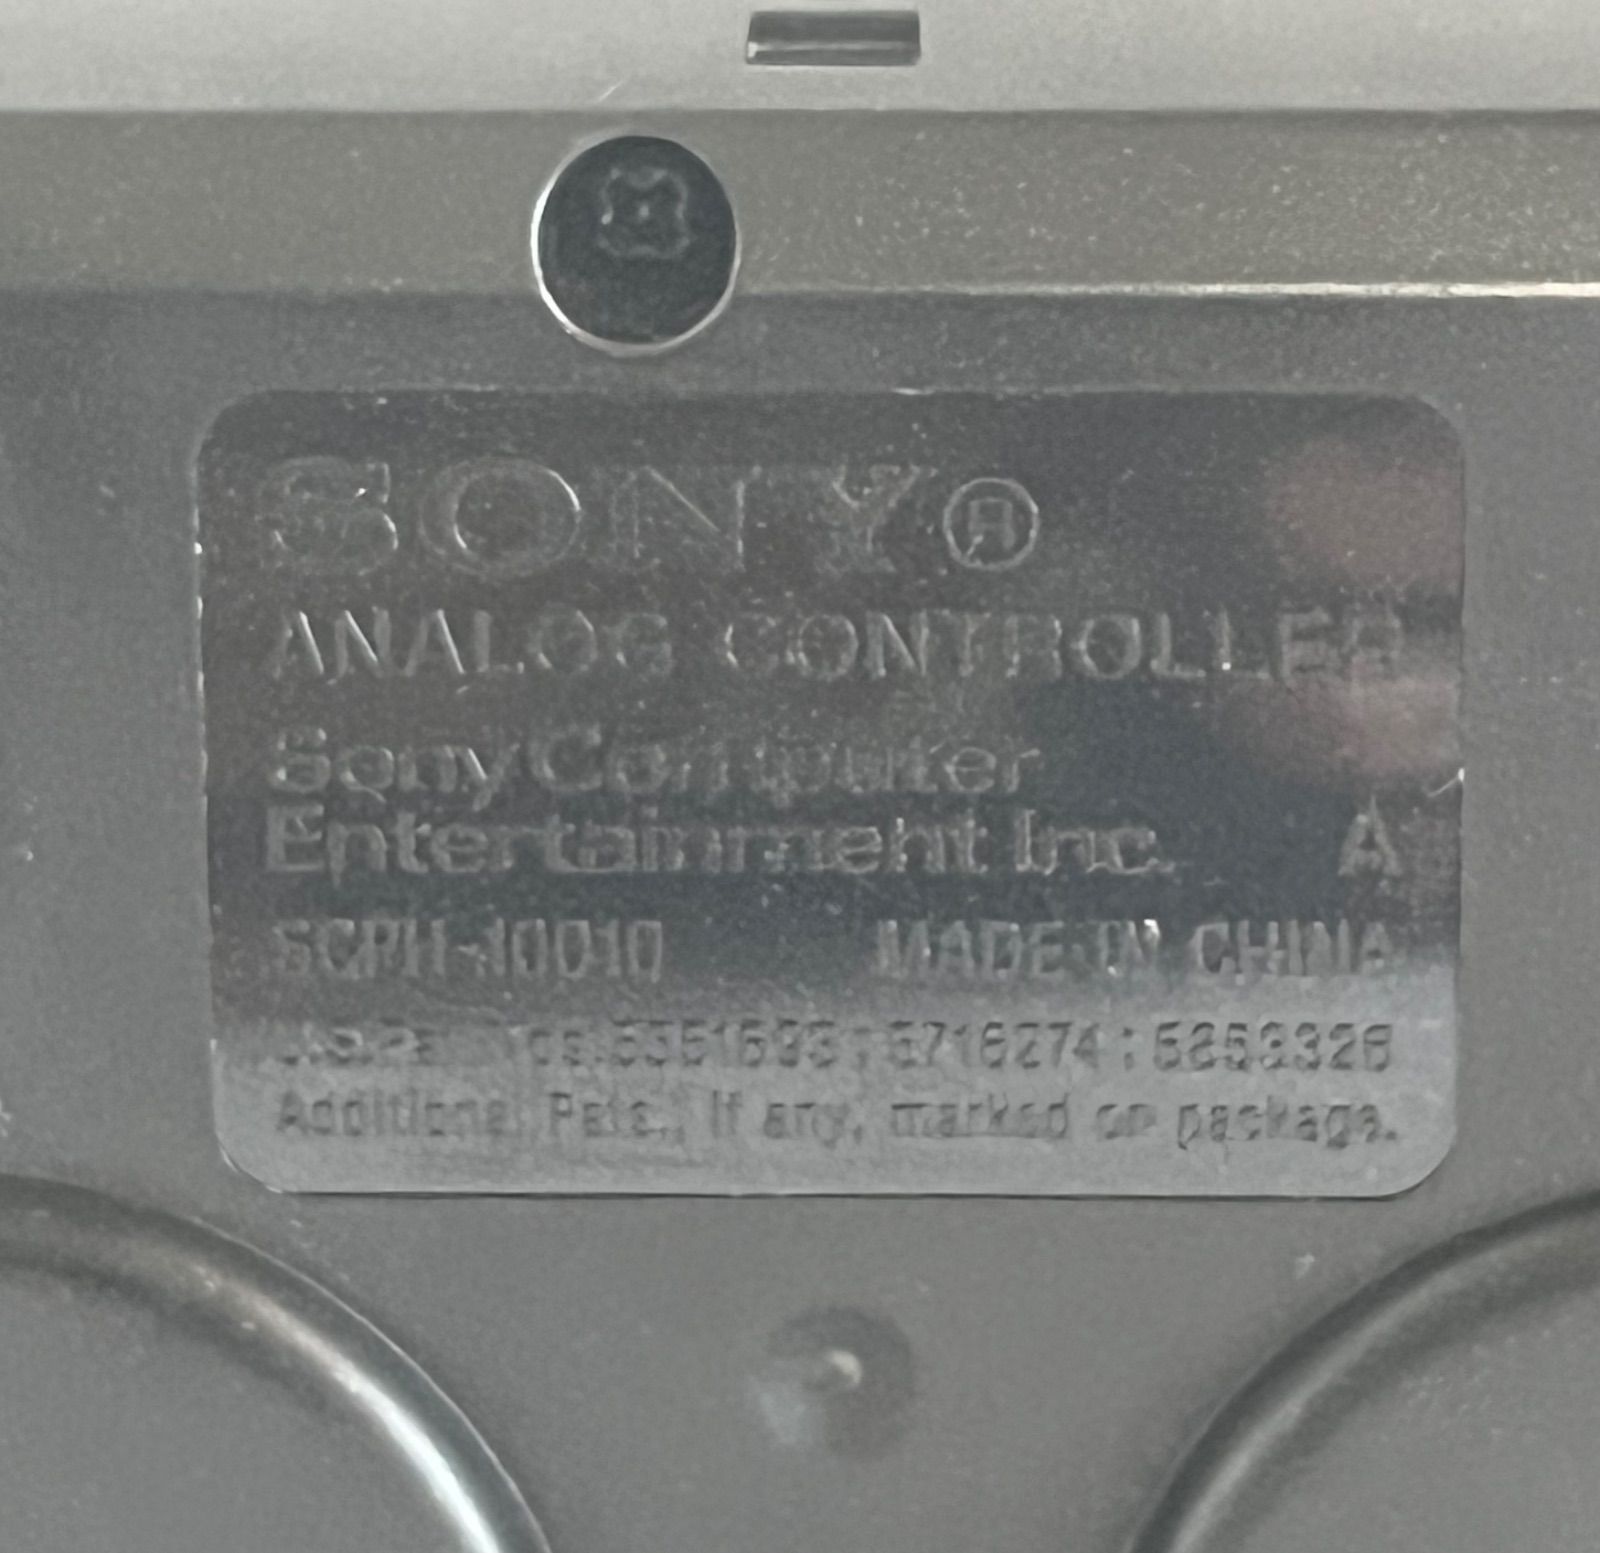 SONY®
ANALOG CONTROLLER
Sony Computer
Entertainment Inc. A
SCPH-10010 MADE IN CHINA
5716274;
Additional Pats., if any, marked on package.